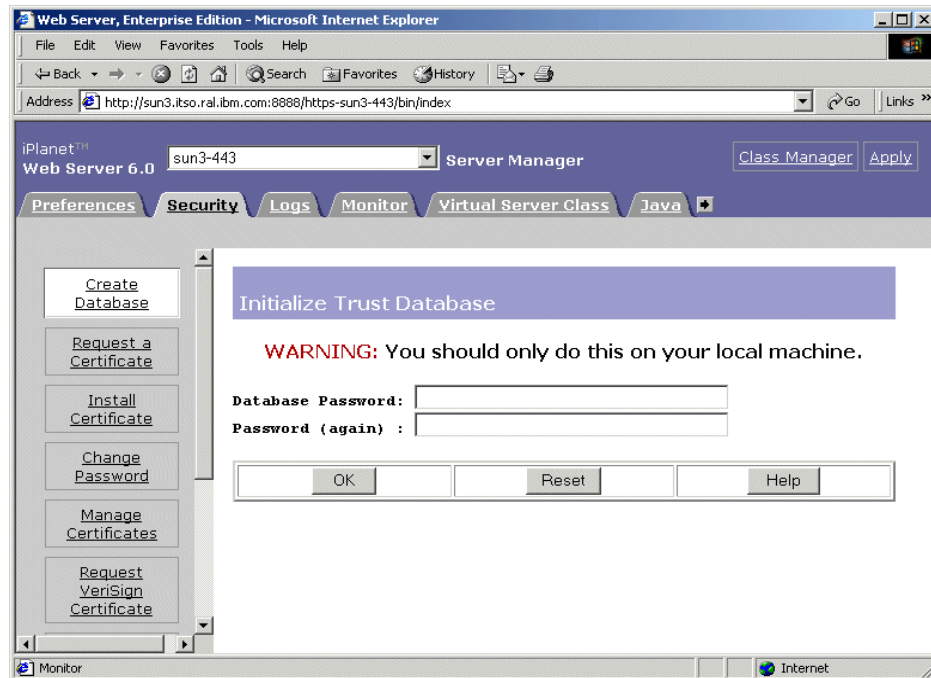 Web Server, Enterprise Edition - Microsoft Internet Explorer
File Edit View Favorites Tools Help
Back Search Favorites History
Address http://sun3.itso.ral.ibm.com:8888/https-sun3-443/bin/index Go Links »
iPlanet™
Web Server 6.0 sun3-443 Server Manager Class Manager Apply
Preferences Security Logs Monitor Virtual Server Class Java
Create
Database
Initialize Trust Database
Request a
Certificate
WARNING: You should only do this on your local machine.
Install
Certificate
Database Password:
Password (again) :
Change
Password
OK Reset Help
Manage
Certificates
Request
VeriSign
Certificate
Monitor Internet